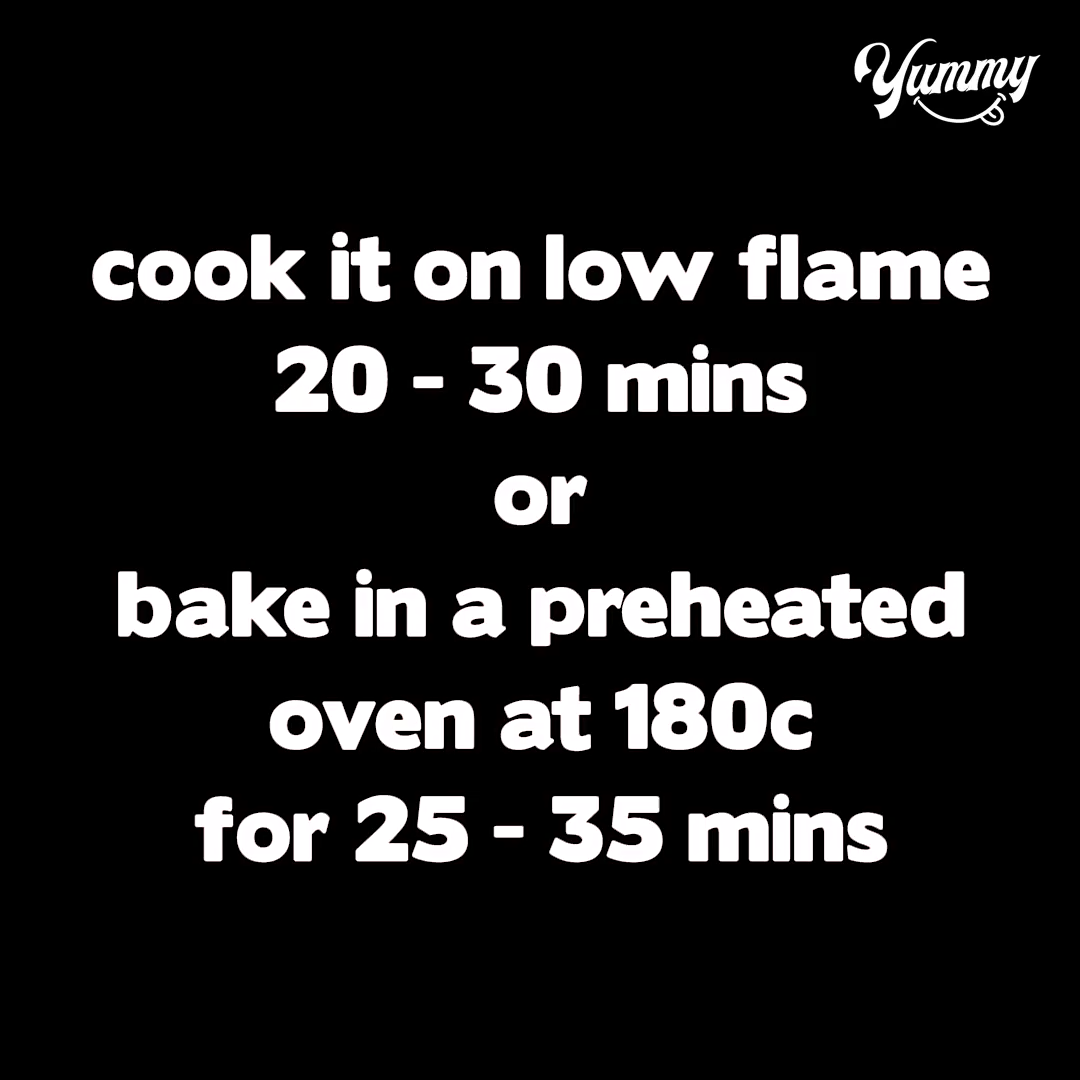 Yummy
cook it on low flame
20 - 30 mins
or
bake in a preheated
oven at 180c
for 25 - 35 mins